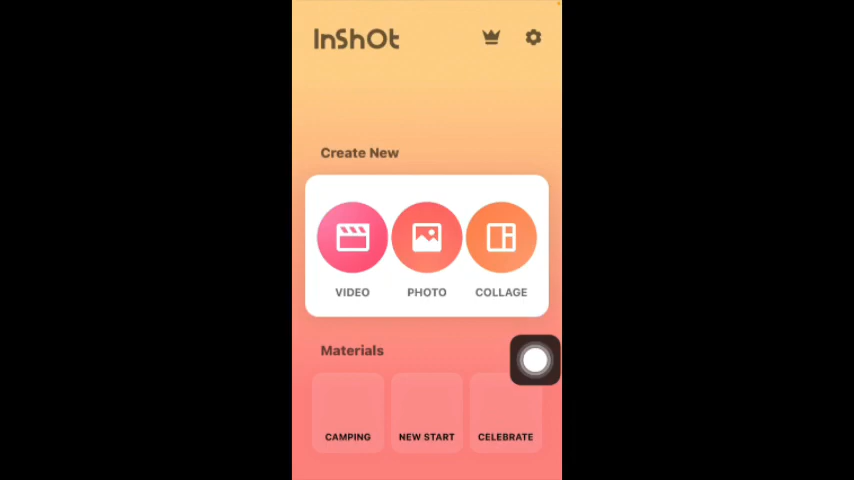 InShOt
Create New
VIDEO
PHOTO
COLLAGE
Materials
CAMPING
NEW START
CELEBRATE